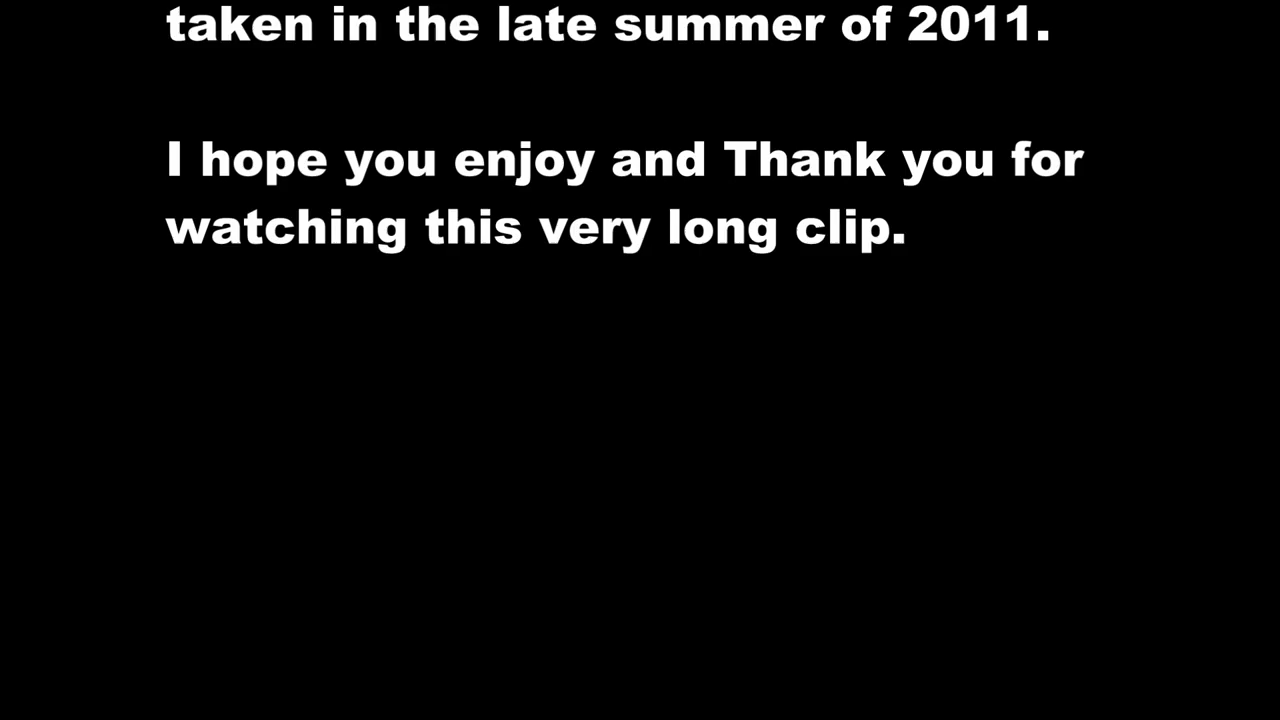 taken in the late summer of 2011.
I hope you enjoy and Thank you for
watching this very long clip.